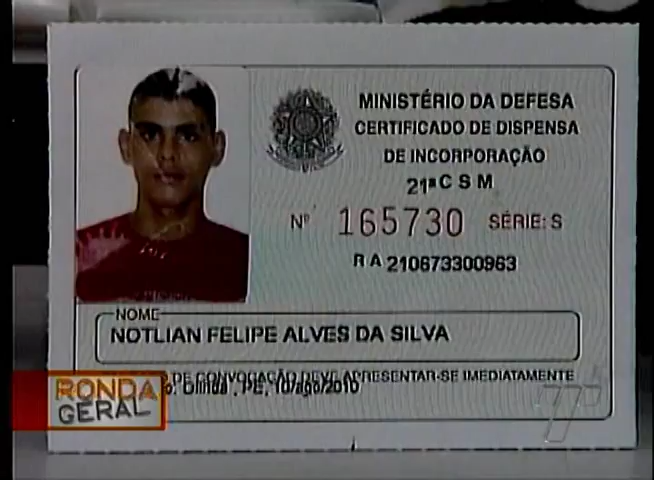 MINISTÉRIO DA DEFESA
CERTIFICADO DE DISPENSA
DE INCORPORAÇÃO
21ª C S M
Nº 165730 SÉRIE: S
R A 210673300963
NOME
NOTLIAN FELIPE ALVES DA SILVA
DE CONVOCAÇÃO DEVE APRESENTAR-SE IMEDIATAMENTE
Olinda, PE, 10/ago/2010
RONDA
GERAL